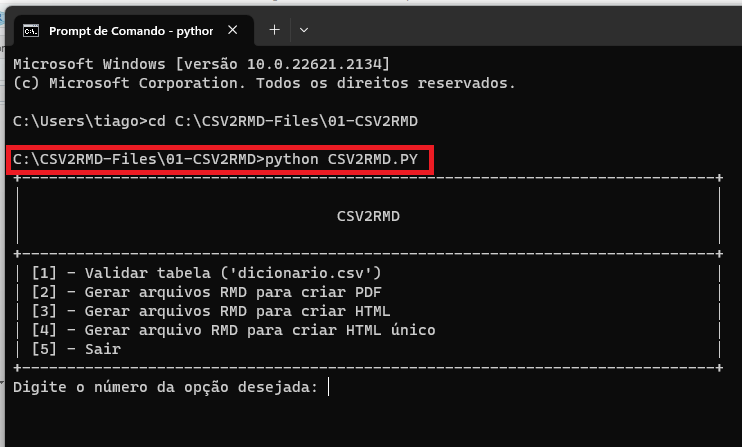 Prompt de Comando - python
Microsoft Windows [versão 10.0.22621.2134]
(c) Microsoft Corporation. Todos os direitos reservados.
C:\Users\tiago>cd C:\CSV2RMD-Files\01-CSV2RMD
C:\CSV2RMD-Files\01-CSV2RMD>python CSV2RMD.PY
CSV2RMD
[1] - Validar tabela ('dicionario.csv')
[2] - Gerar arquivos RMD para criar PDF
[3] - Gerar arquivos RMD para criar HTML
[4] - Gerar arquivo RMD para criar HTML único
[5] - Sair
Digite o número da opção desejada: